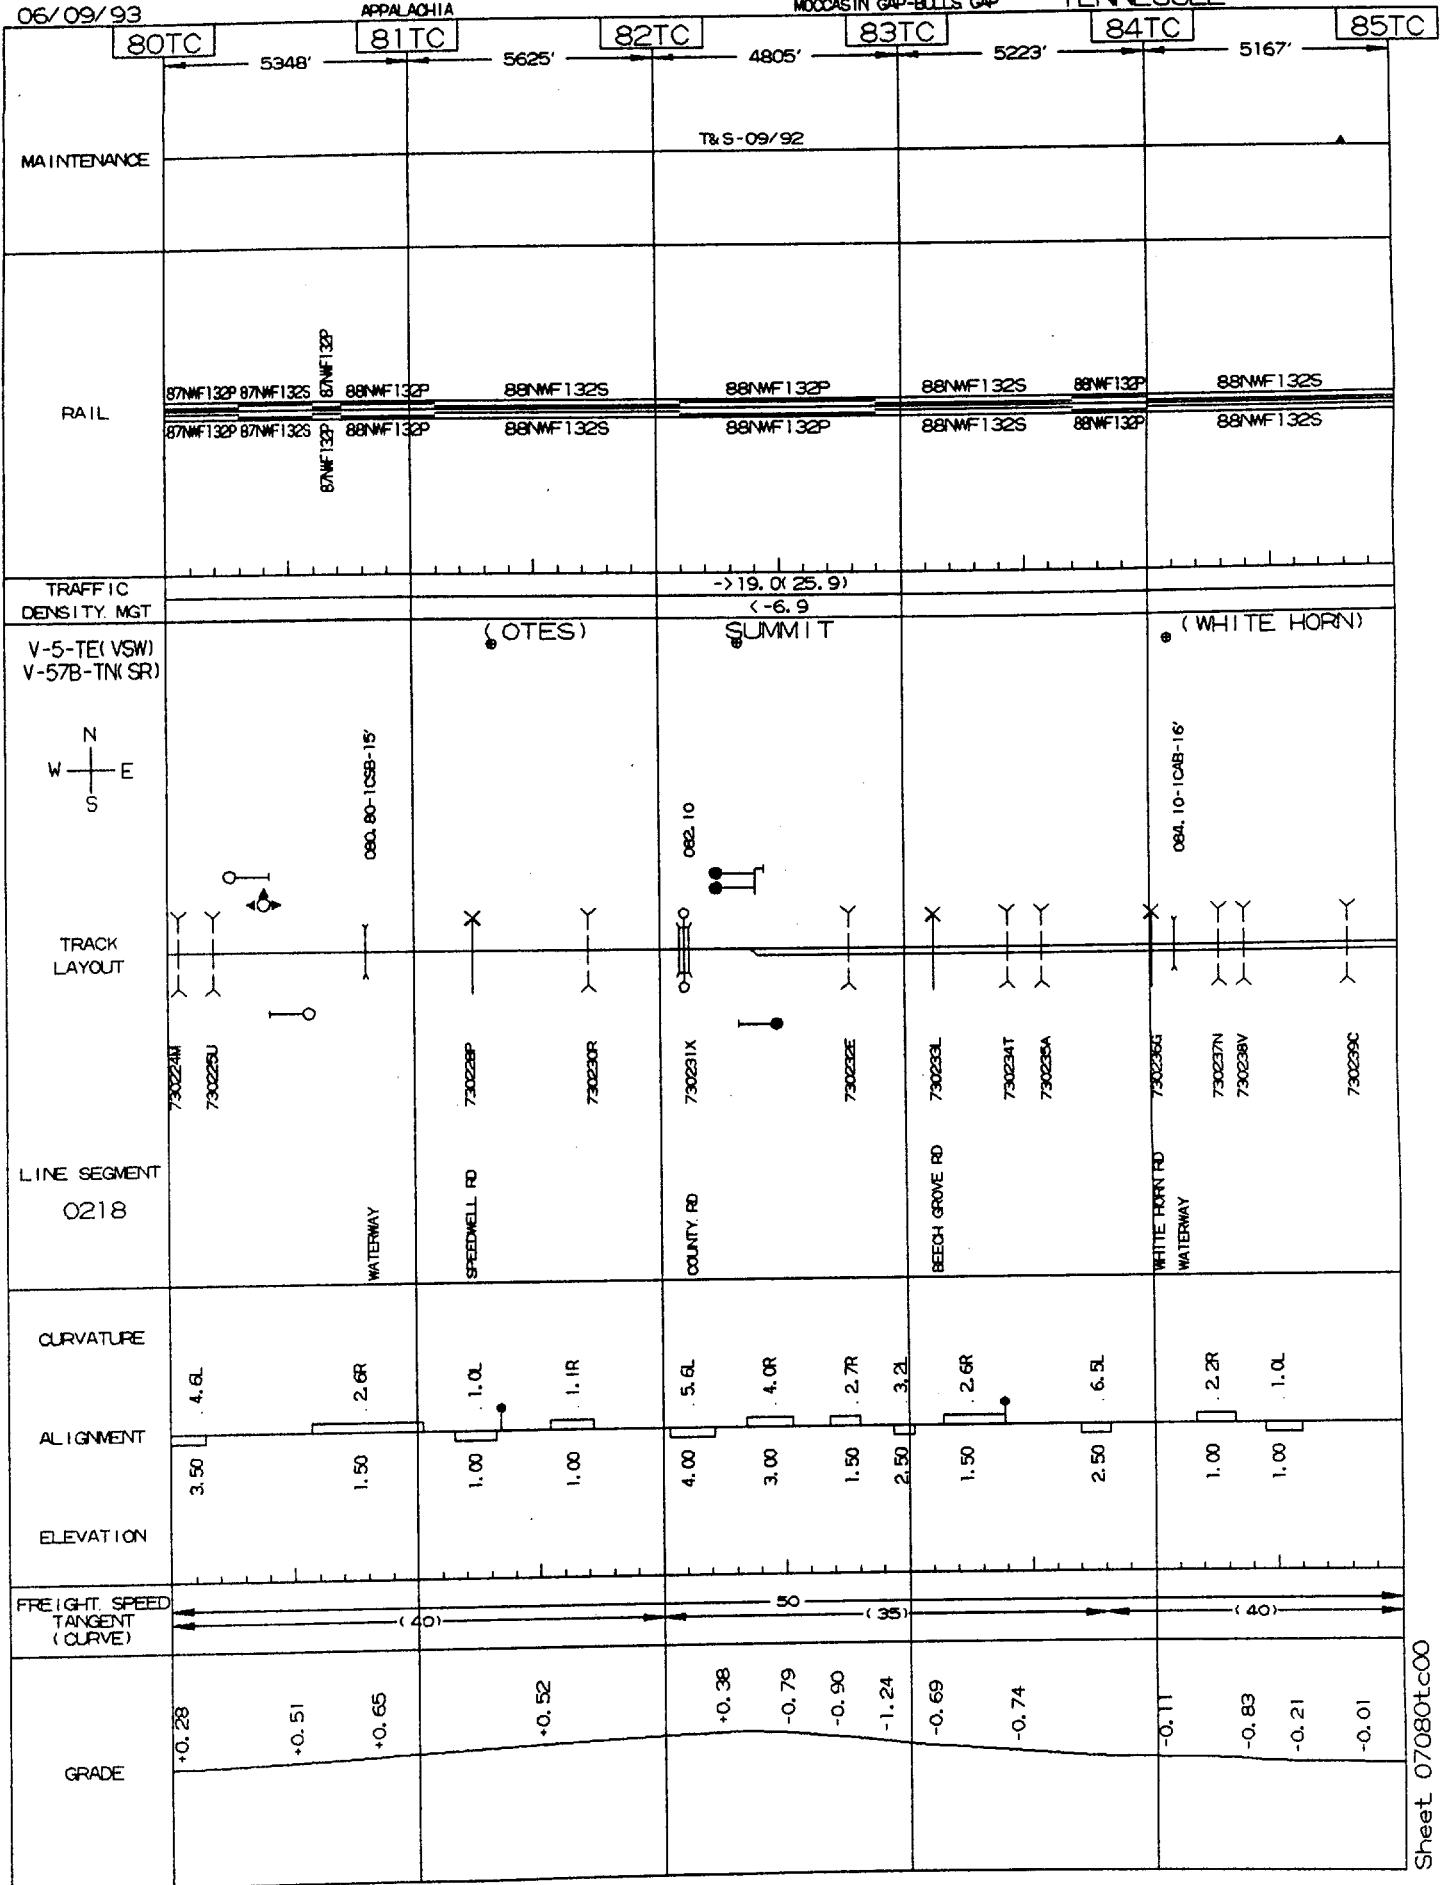 06/09/93
APPALACHIA
MOCCASIN GAP-BULLS GAP
TENNESSEE
80TC 81TC 82TC 83TC 84TC 85TC
5348' 5625' 4805' 5223' 5167'
MAINTENANCE
T&S-09/92
87NWF132P
87NWF132P 87NWF132S 88NWF132P 88NWF132S 88NWF132P 88NWF132S 88NWF132P 88NWF132S
RAIL
87NWF132P 87NWF132S 88NWF132P 88NWF132S 88NWF132P 88NWF132S 88NWF132P 88NWF132S
87NWF132P
TRAFFIC
DENSITY. MGT
->19.0(25.9)
<-6.9
V-5-TE(VSW)
V-57B-TN(SR)
(OTES) SUMMIT (WHITE HORN)
N
W E
S
080.80-1CSB-15'
082.10
084.10-1CAB-16'
TRACK
LAYOUT
730224M
730225U
730228P
730230R
730231X
730232E
730233L
730234T
730235A
730236G
730237N
730238V
730239C
LINE SEGMENT
0218
WATERWAY
SPEEDWELL RD
COUNTY. RD
BEECH GROVE RD
WHITE HORN RD
WATERWAY
CURVATURE
4.6L 2.6R 1.0L 1.1R 5.6L 4.0R 2.7R 3.2L 2.6R 6.5L 2.2R 1.0L
ALIGNMENT
3.50 1.50 1.00 1.00 4.00 3.00 1.50 2.50 1.50 2.50 1.00 1.00
ELEVATION
FREIGHT. SPEED
TANGENT
(CURVE)
50
(40) (35) (40)
+0.28 +0.51 +0.65 +0.52 +0.38 -0.79 -0.90 -1.24 -0.69 -0.74 -0.11 -0.83 -0.21 -0.01
GRADE
Sheet 07080tc00